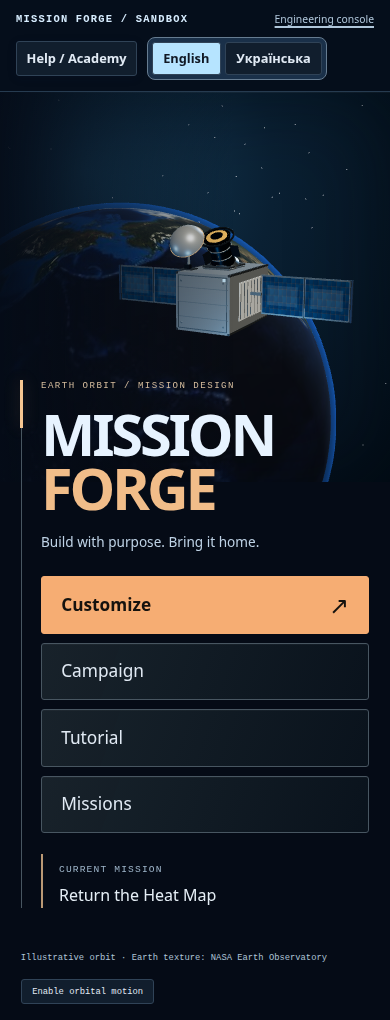 MISSION FORGE / SANDBOX
Engineering console
Help / Academy
English
Українська
EARTH ORBIT / MISSION DESIGN
MISSION
FORGE
Build with purpose. Bring it home.
Customize ↗
Campaign
Tutorial
Missions
CURRENT MISSION
Return the Heat Map
Illustrative orbit · Earth texture: NASA Earth Observatory
Enable orbital motion